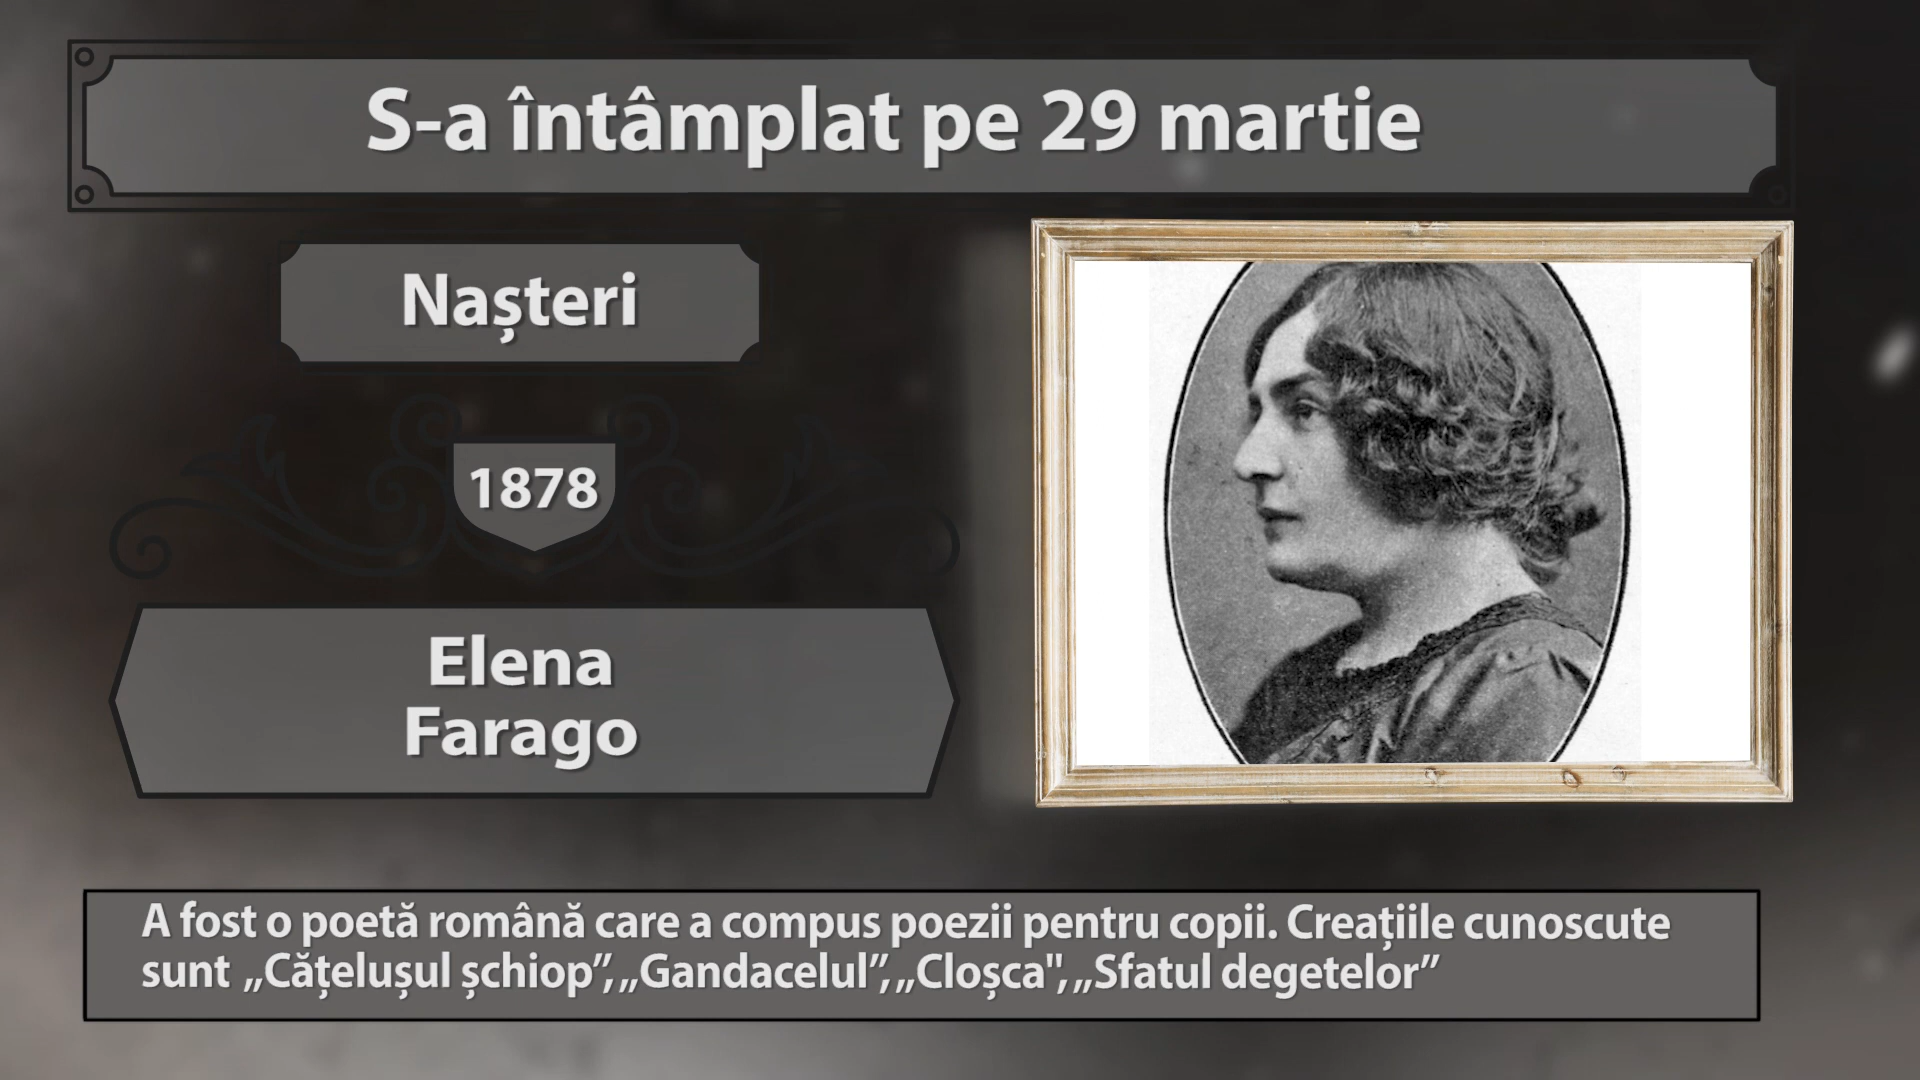 S-a întâmplat pe 29 martie
Nașteri
1878
Elena
Farago
A fost o poetă română care a compus poezii pentru copii. Creațiile cunoscute
sunt „Cățelușul șchiop”, „Gandacelul”, „Cloșca", „Sfatul degetelor”